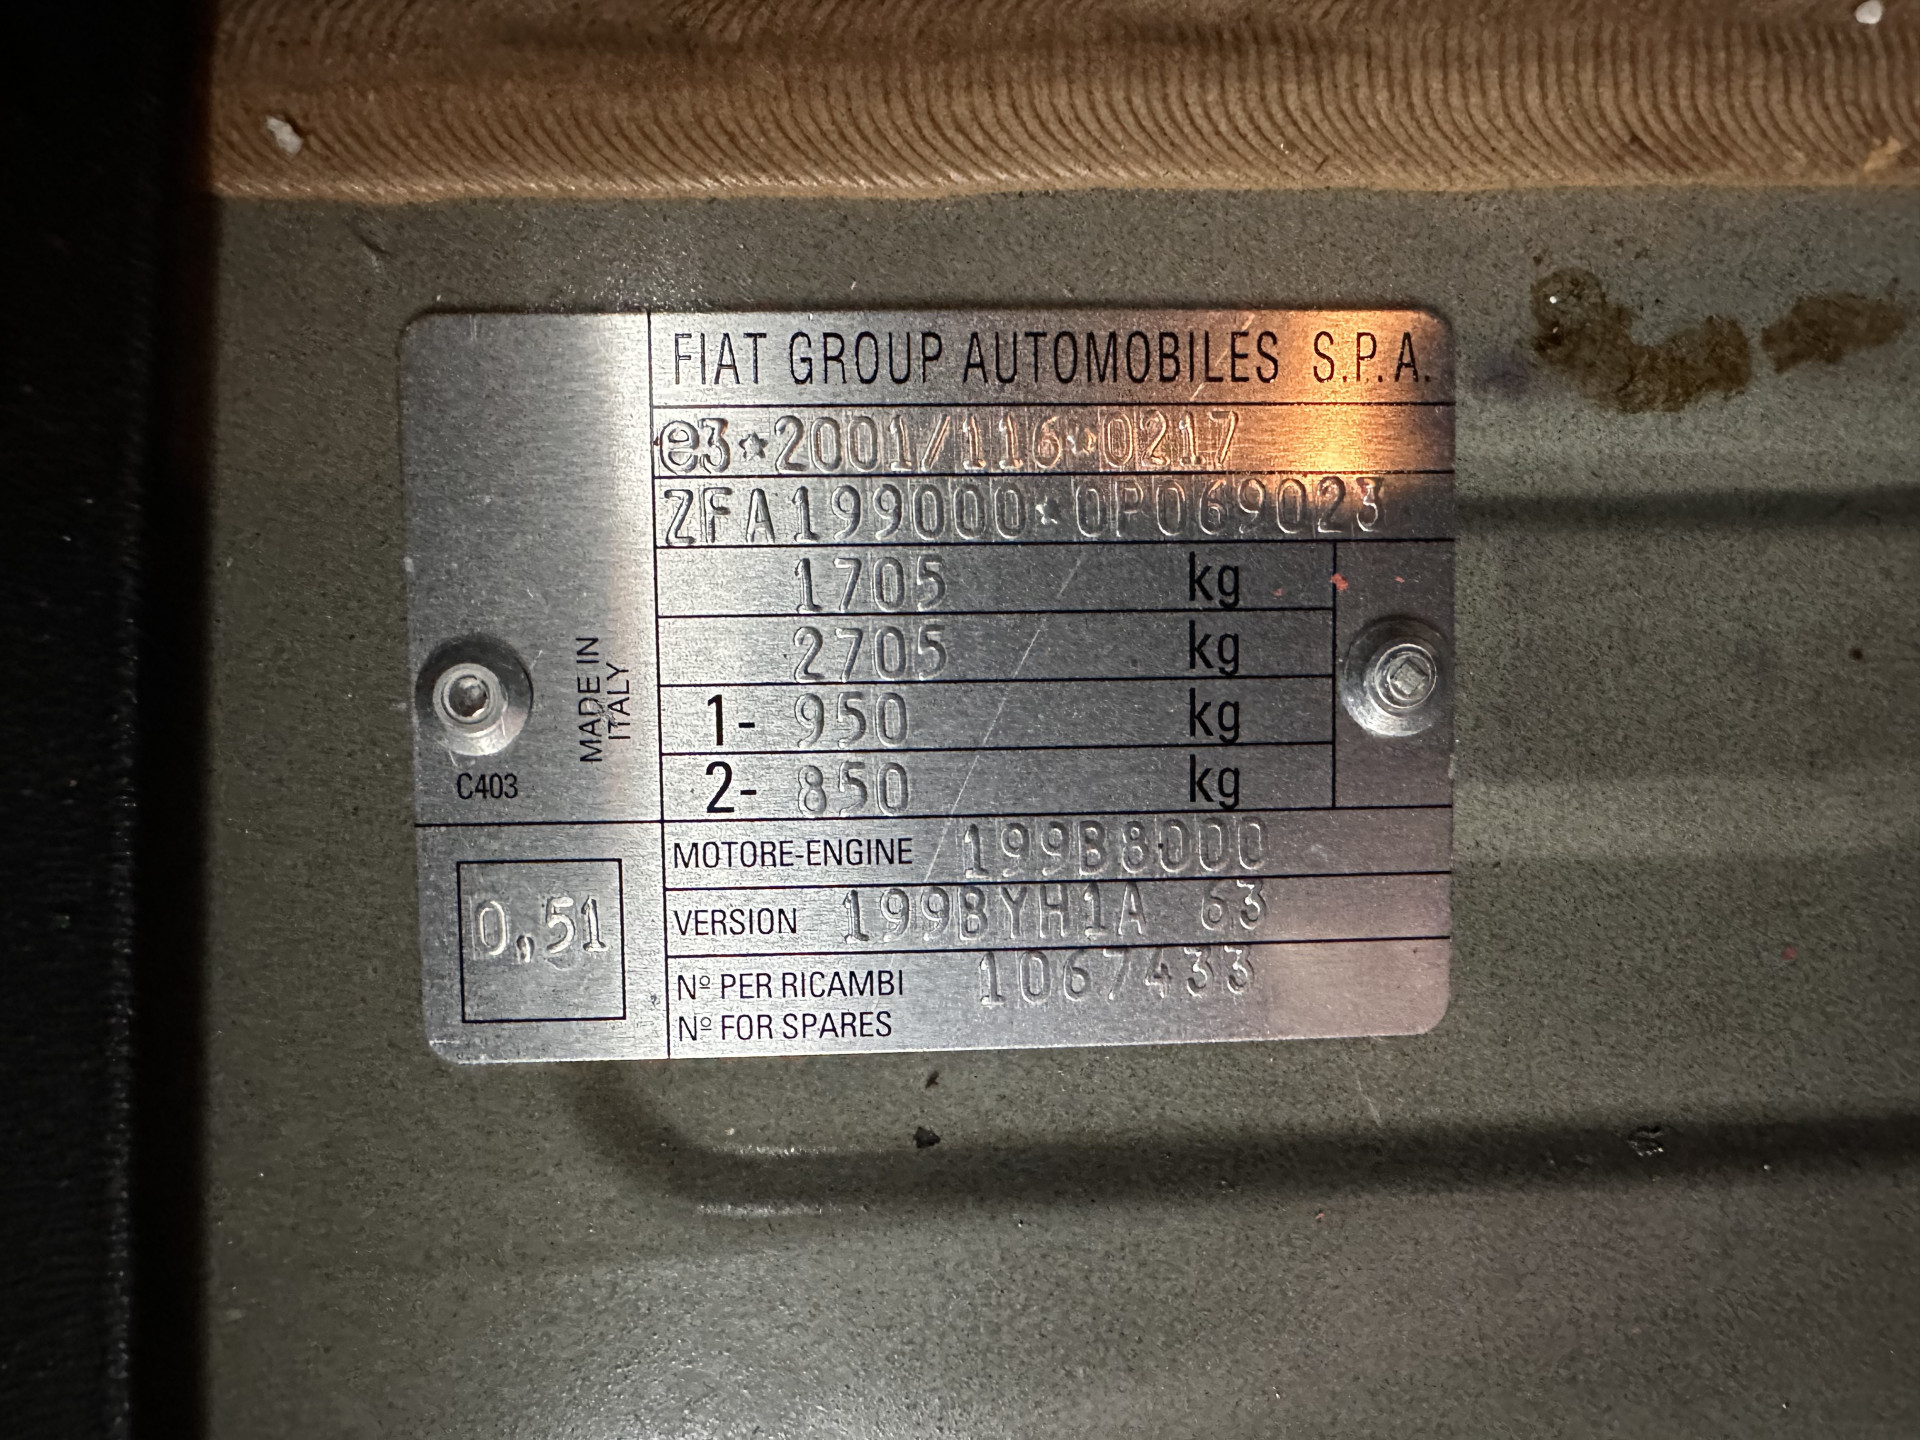 FIAT GROUP AUTOMOBILES S.P.A.
e3*2001/116*0217
ZFA199000*0P069023
1705 kg
2705 kg
1- 950 kg
2- 850 kg
MADE IN
ITALY
C403
0,51
MOTORE-ENGINE 199B8000
VERSION 199BYH1A 63
Nº PER RICAMBI 1067433
Nº FOR SPARES